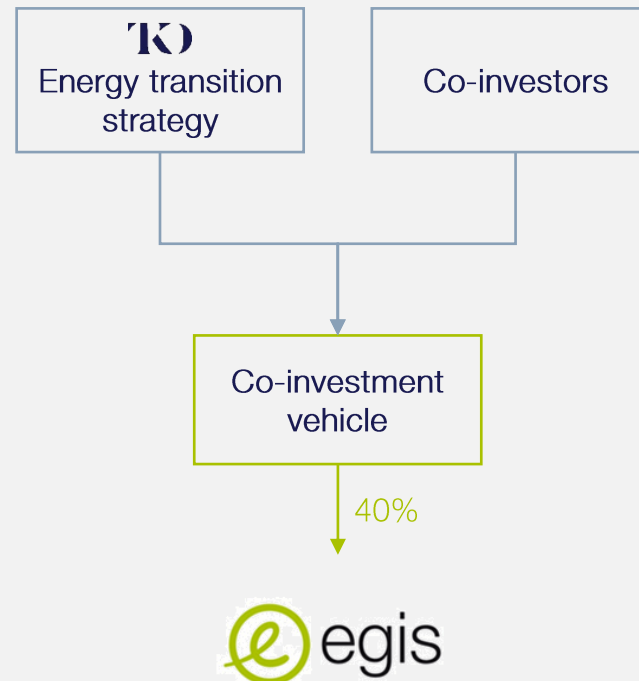 TKO
Energy transition
strategy
Co-investors
Co-investment
vehicle
40%
e egis